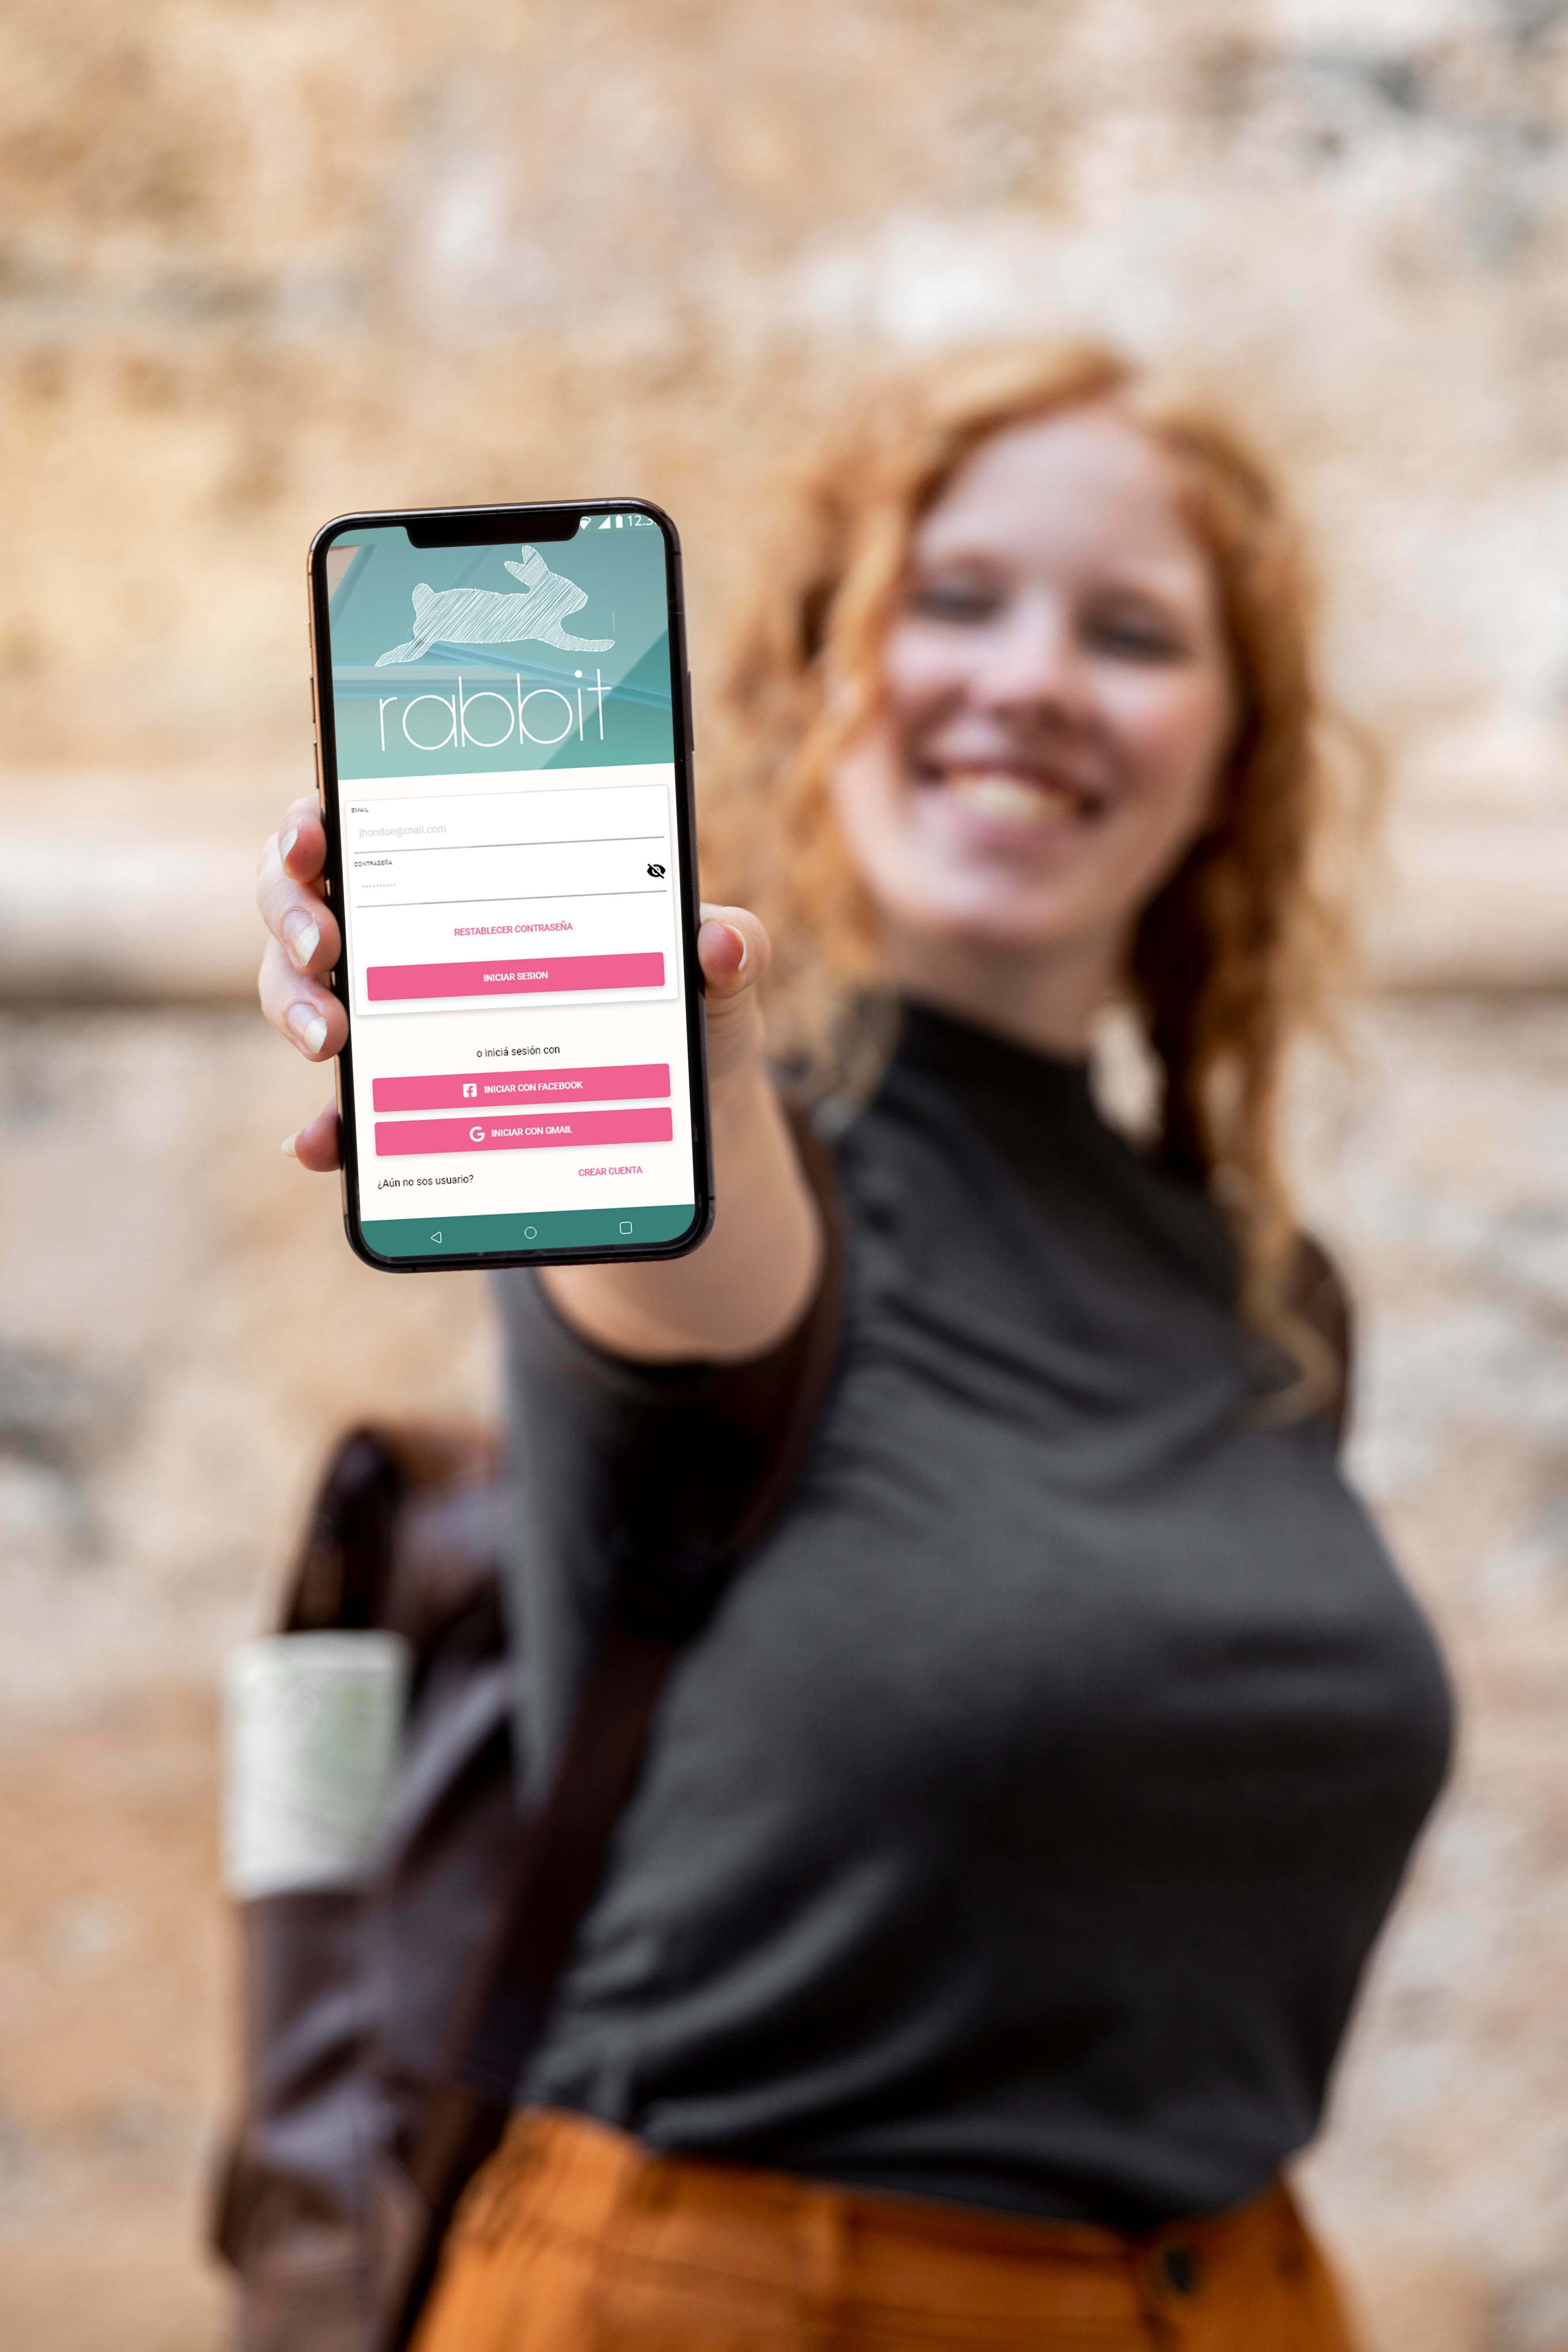 12.3
rabbit
EMAIL
jhondoe@mail.com
CONTRASEÑA
**********
RESTABLECER CONTRASEÑA
INICIAR SESION
o iniciá sesión con
INICIAR CON FACEBOOK
G INICIAR CON GMAIL
¿Aún no sos usuario? CREAR CUENTA